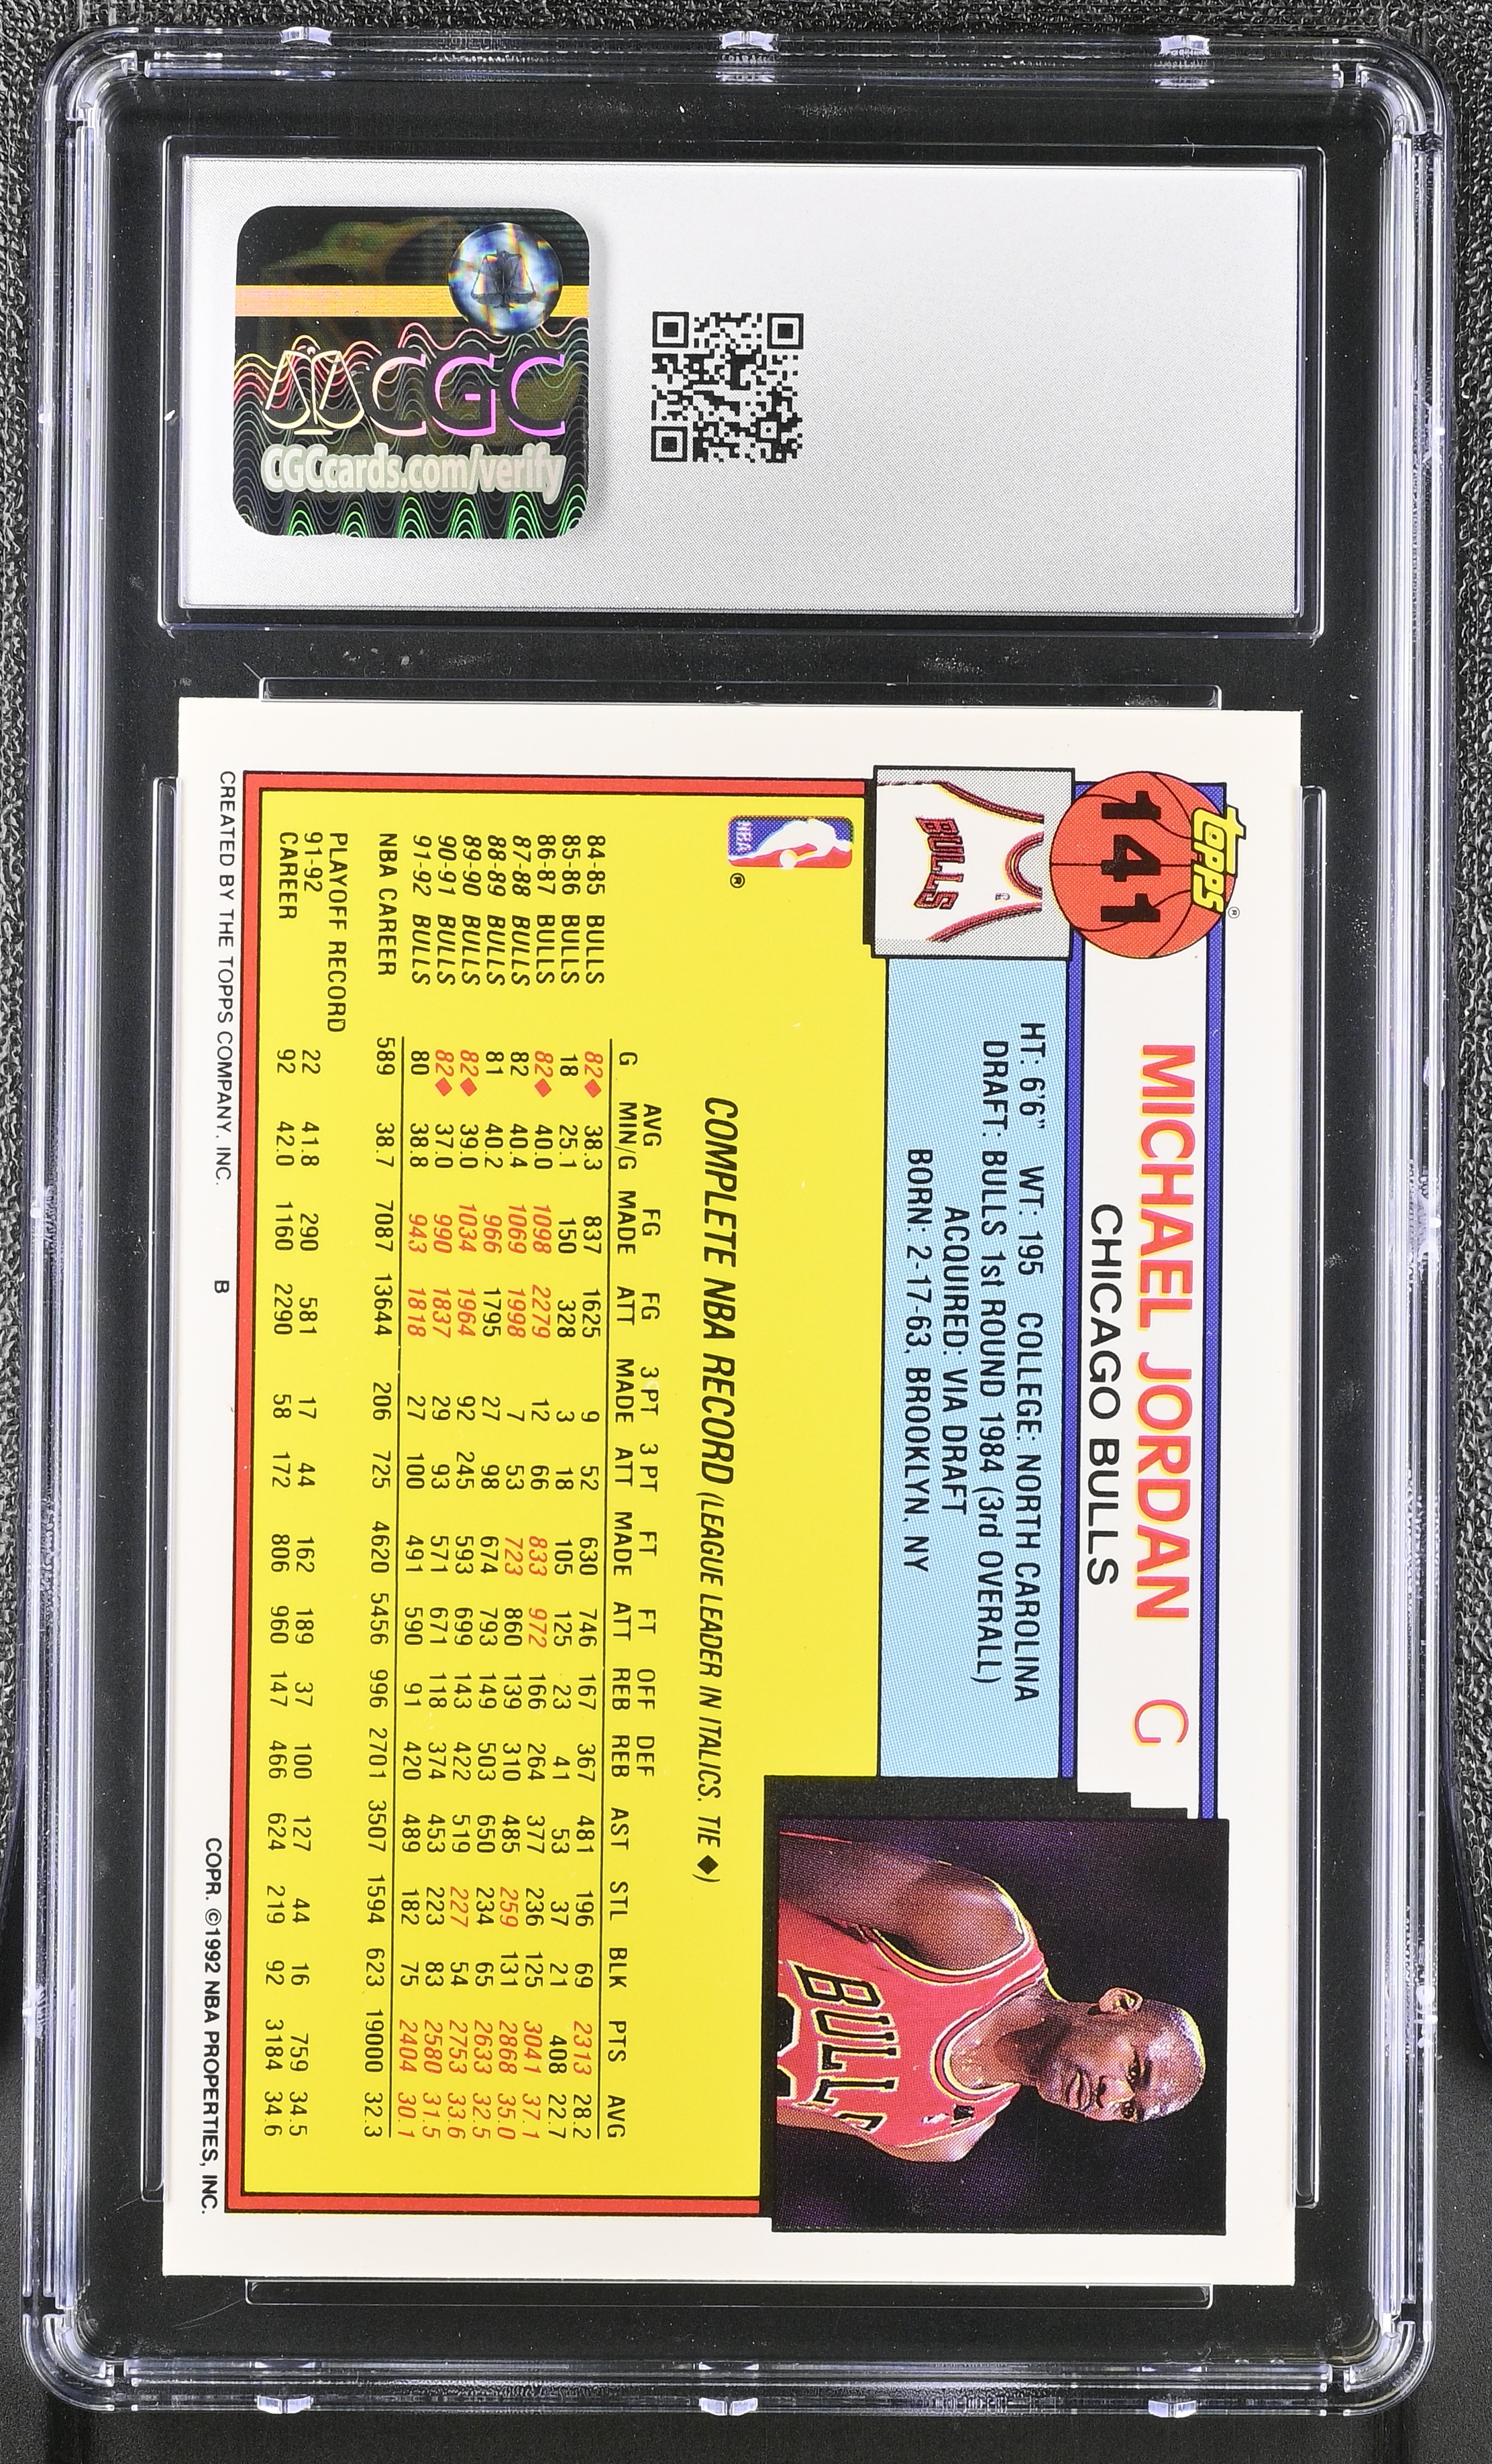 CGC
CGCcards.com/verify
topps ®
141
MICHAEL JORDAN G
CHICAGO BULLS
BULLS
HT: 6'6" WT: 195 COLLEGE: NORTH CAROLINA
DRAFT: BULLS 1st ROUND 1984 (3rd OVERALL)
ACQUIRED: VIA DRAFT
BORN: 2-17-63, BROOKLYN, NY
BULLS
NBA ®
COMPLETE NBA RECORD (LEAGUE LEADER IN ITALICS, TIE ◆)
AVG FG FG 3 PT 3 PT FT FT OFF DEF
G MIN/G MADE ATT MADE ATT MADE ATT REB REB AST STL BLK PTS AVG
84-85 BULLS 82◆ 38.3 837 1625 9 52 630 746 167 367 481 196 69 2313 28.2
85-86 BULLS 18 25.1 150 328 3 18 105 125 23 41 53 37 21 408 22.7
86-87 BULLS 82◆ 40.0 1098 2279 12 66 833 972 166 264 377 236 125 3041 37.1
87-88 BULLS 82 40.4 1069 1998 7 53 723 860 139 310 485 259 131 2868 35.0
88-89 BULLS 81 40.2 966 1795 27 98 674 793 149 503 650 234 65 2633 32.5
89-90 BULLS 82◆ 39.0 1034 1964 92 245 593 699 143 422 519 227 54 2753 33.6
90-91 BULLS 82◆ 37.0 990 1837 29 93 571 671 118 374 453 223 83 2580 31.5
91-92 BULLS 80 38.8 943 1818 27 100 491 590 91 420 489 182 75 2404 30.1
NBA CAREER 589 38.7 7087 13644 206 725 4620 5456 996 2701 3507 1594 623 19000 32.3
PLAYOFF RECORD
91-92 22 41.8 290 581 17 44 162 189 37 100 127 44 16 759 34.5
CAREER 92 42.0 1160 2290 58 172 806 960 147 466 624 219 92 3184 34.6
CREATED BY THE TOPPS COMPANY, INC. B COPR. ©1992 NBA PROPERTIES, INC.